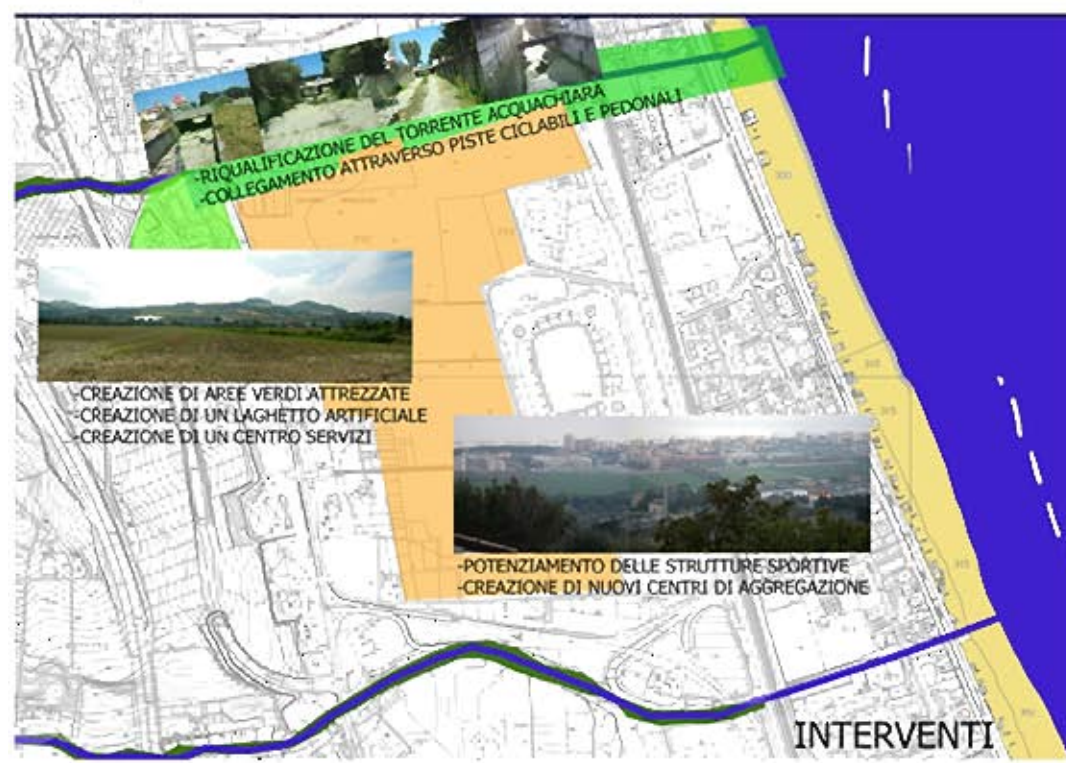 -RIQUALIFICAZIONE DEL TORRENTE ACQUACHIARA
-COLLEGAMENTO ATTRAVERSO PISTE CICLABILI E PEDONALI
-CREAZIONE DI AREE VERDI ATTREZZATE
-CREAZIONE DI UN LAGHETTO ARTIFICIALE
-CREAZIONE DI UN CENTRO SERVIZI
-POTENZIAMENTO DELLE STRUTTURE SPORTIVE
-CREAZIONE DI NUOVI CENTRI DI AGGREGAZIONE
INTERVENTI